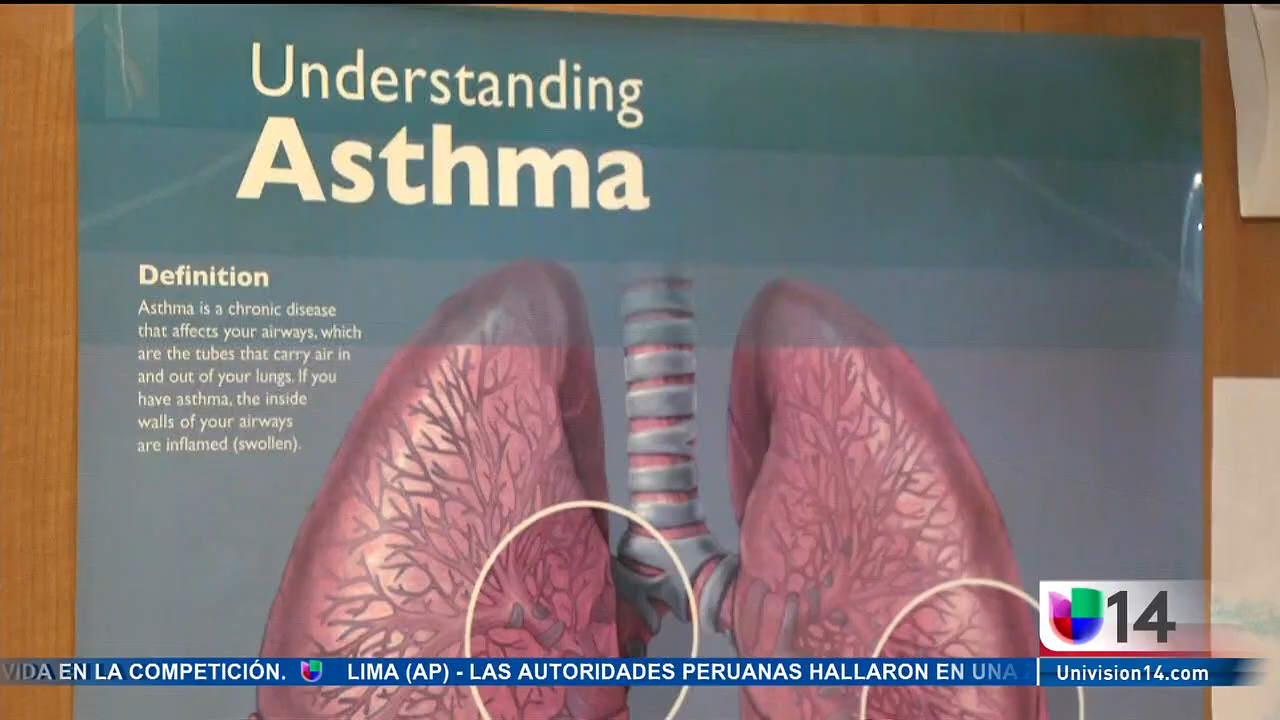 Understanding
Asthma
Definition
Asthma is a chronic disease
that affects your airways, which
are the tubes that carry air in
and out of your lungs. If you
have asthma, the inside
walls of your airways
are inflamed (swollen).
14
VIDA EN LA COMPETICIÓN. LIMA (AP) - LAS AUTORIDADES PERUANAS HALLARON EN UNA
Univision14.com